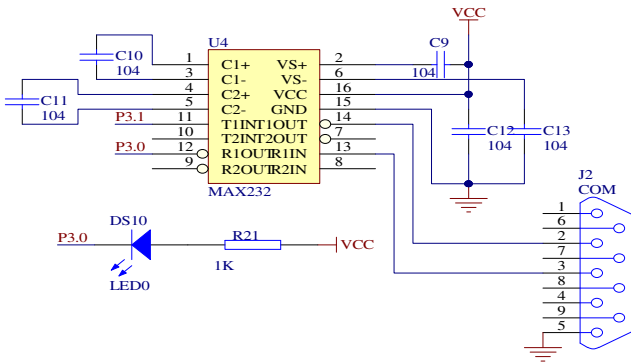 VCC
U4
C9
C10
1
C1+
VS+
2
104
3
C1-
VS-
6
104
4
C2+
VCC
16
C11
5
C2-
GND
15
104
P3.1
11
T1IN
T1OUT
14
10
T2IN
T2OUT
7
C12
C13
104
104
P3.0
12
R1OUT
R1IN
13
9
R2OUT
R2IN
8
MAX232
J2
COM
1
DS10
6
P3.0
R21
VCC
2
7
1K
3
LED0
8
4
9
5